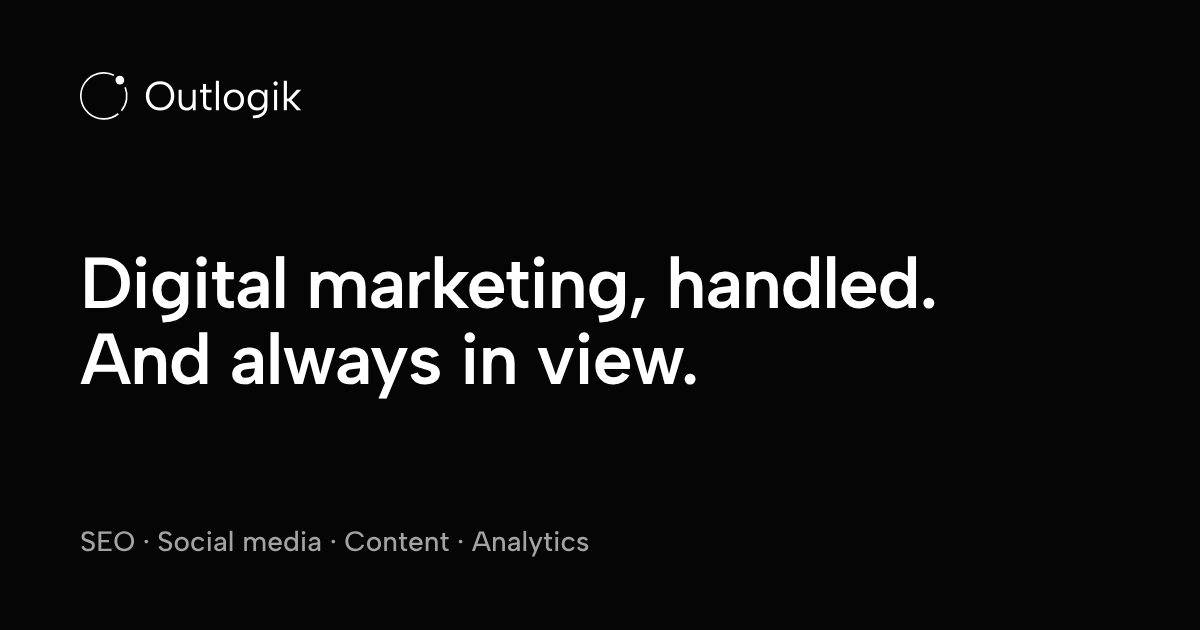 Outlogik
Digital marketing, handled.
And always in view.
SEO · Social media · Content · Analytics